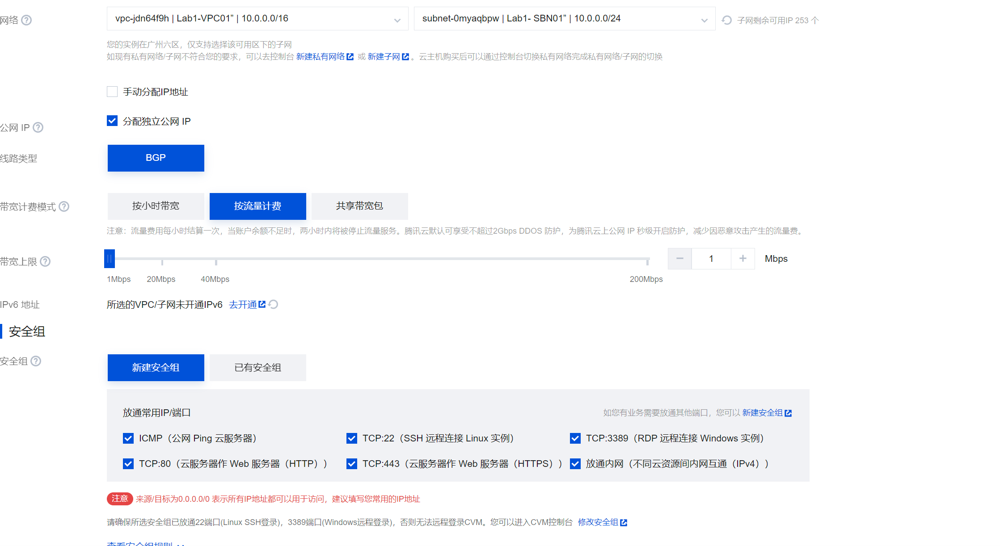 网络
vpc-jdn64f9h | Lab1-VPC01” | 10.0.0.0/16
subnet-0myaqbpw | Lab1- SBN01” | 10.0.0.0/24
子网剩余可用IP 253 个
您的实例在广州六区，仅支持选择该可用区下的子网
如现有私有网络/子网不符合您的要求，可以去控制台 新建私有网络 或 新建子网 。云主机购买后可以通过控制台切换私有网络完成私有网络/子网的切换
手动分配IP地址
公网 IP
分配独立公网 IP
线路类型
BGP
带宽计费模式
按小时带宽
按流量计费
共享带宽包
注意：流量费用每小时结算一次，当账户余额不足时，两小时内将被停止流量服务。腾讯云默认可享受不超过2Gbps DDOS 防护，为腾讯云上公网 IP 秒级开启防护，减少因恶意攻击产生的流量费。
带宽上限
1 Mbps
1Mbps 20Mbps 40Mbps 200Mbps
IPv6 地址
所选的VPC/子网未开通IPv6 去开通
安全组
安全组
新建安全组
已有安全组
放通常用IP/端口
如您有业务需要放通其他端口，您可以 新建安全组
ICMP（公网 Ping 云服务器）
TCP:22（SSH 远程连接 Linux 实例）
TCP:3389（RDP 远程连接 Windows 实例）
TCP:80（云服务器作 Web 服务器（HTTP））
TCP:443（云服务器作 Web 服务器（HTTPS））
放通内网（不同云资源间内网互通（IPv4））
注意 来源/目标为0.0.0.0/0 表示所有IP地址都可以用于访问，建议填写您常用的IP地址
请确保所选安全组已放通22端口(Linux SSH登录)，3389端口(Windows远程登录)，否则无法远程登录CVM。您可以进入CVM控制台 修改安全组
查看安全组规则